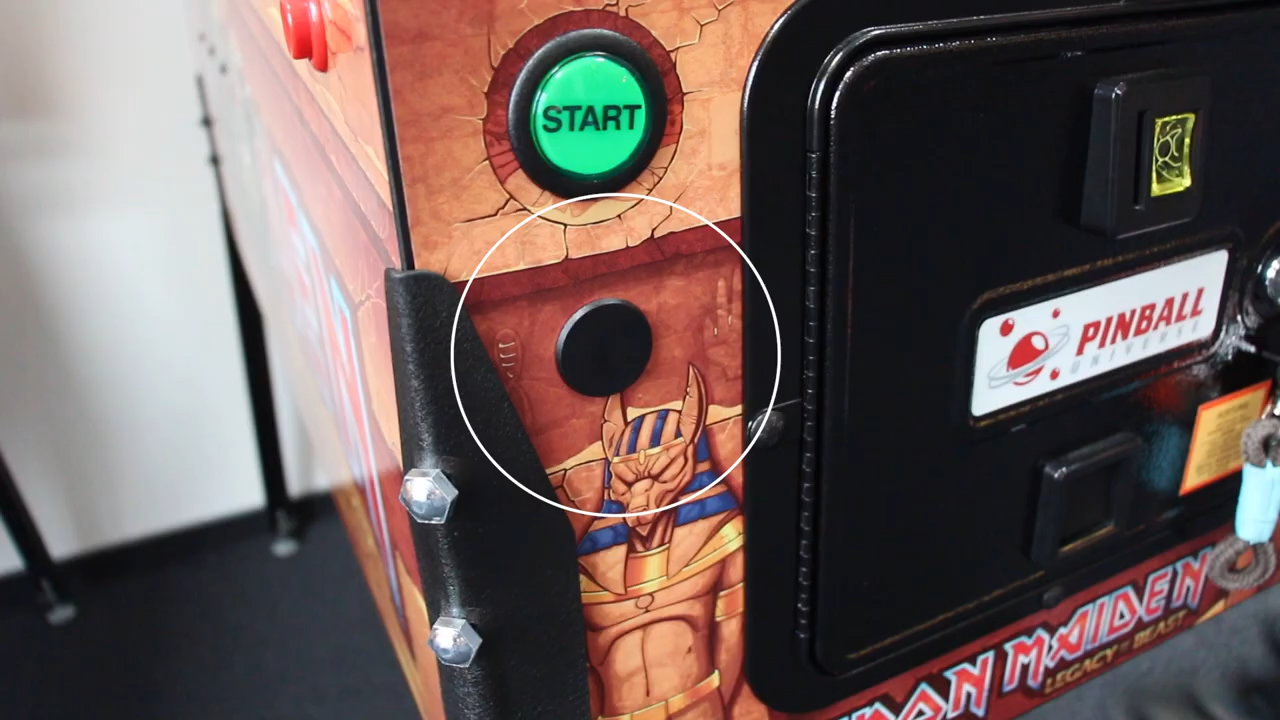 START
PINBALL
UNIVERSE
IRON MAIDEN
LEGACY OF THE BEAST